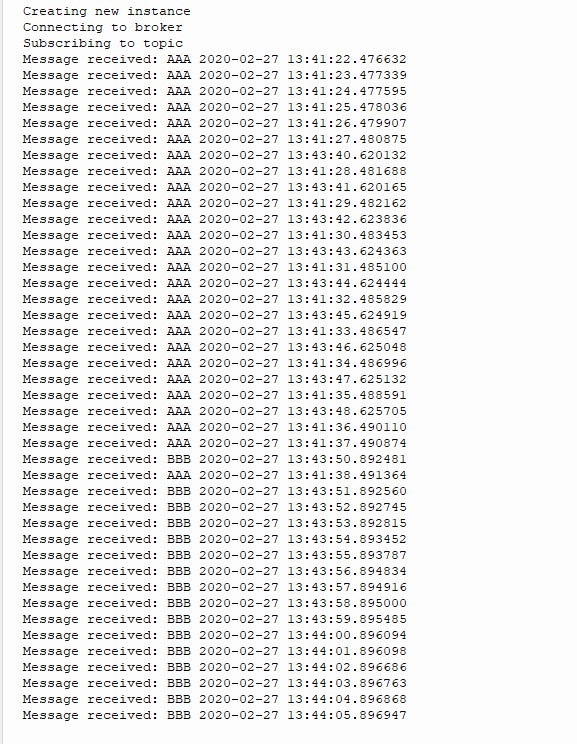 Creating new instance
Connecting to broker
Subscribing to topic
Message received: AAA 2020-02-27 13:41:22.476632
Message received: AAA 2020-02-27 13:41:23.477339
Message received: AAA 2020-02-27 13:41:24.477595
Message received: AAA 2020-02-27 13:41:25.478036
Message received: AAA 2020-02-27 13:41:26.479907
Message received: AAA 2020-02-27 13:41:27.480875
Message received: AAA 2020-02-27 13:43:40.620132
Message received: AAA 2020-02-27 13:41:28.481688
Message received: AAA 2020-02-27 13:43:41.620165
Message received: AAA 2020-02-27 13:41:29.482162
Message received: AAA 2020-02-27 13:43:42.623836
Message received: AAA 2020-02-27 13:41:30.483453
Message received: AAA 2020-02-27 13:43:43.624363
Message received: AAA 2020-02-27 13:41:31.485100
Message received: AAA 2020-02-27 13:43:44.624444
Message received: AAA 2020-02-27 13:41:32.485829
Message received: AAA 2020-02-27 13:43:45.624919
Message received: AAA 2020-02-27 13:41:33.486547
Message received: AAA 2020-02-27 13:43:46.625048
Message received: AAA 2020-02-27 13:41:34.486996
Message received: AAA 2020-02-27 13:43:47.625132
Message received: AAA 2020-02-27 13:41:35.488591
Message received: AAA 2020-02-27 13:43:48.625705
Message received: AAA 2020-02-27 13:41:36.490110
Message received: AAA 2020-02-27 13:41:37.490874
Message received: BBB 2020-02-27 13:43:50.892481
Message received: AAA 2020-02-27 13:41:38.491364
Message received: BBB 2020-02-27 13:43:51.892560
Message received: BBB 2020-02-27 13:43:52.892745
Message received: BBB 2020-02-27 13:43:53.892815
Message received: BBB 2020-02-27 13:43:54.893452
Message received: BBB 2020-02-27 13:43:55.893787
Message received: BBB 2020-02-27 13:43:56.894834
Message received: BBB 2020-02-27 13:43:57.894916
Message received: BBB 2020-02-27 13:43:58.895000
Message received: BBB 2020-02-27 13:43:59.895485
Message received: BBB 2020-02-27 13:44:00.896094
Message received: BBB 2020-02-27 13:44:01.896098
Message received: BBB 2020-02-27 13:44:02.896686
Message received: BBB 2020-02-27 13:44:03.896763
Message received: BBB 2020-02-27 13:44:04.896868
Message received: BBB 2020-02-27 13:44:05.896947